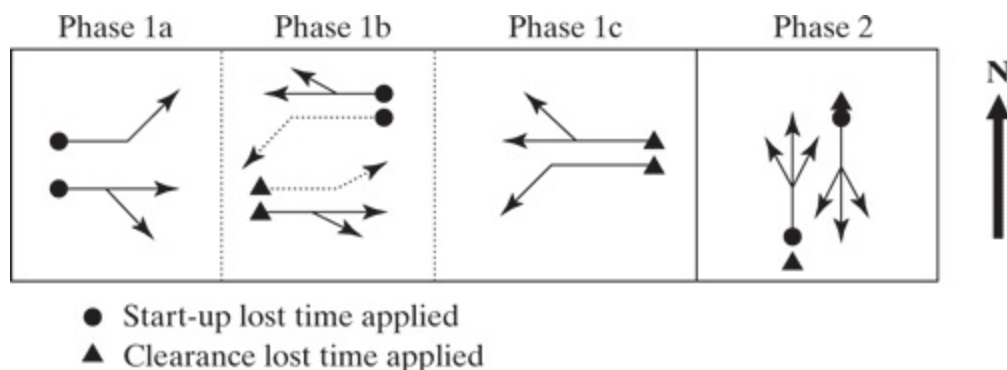 Phase 1a Phase 1b Phase 1c Phase 2
N
Start-up lost time applied
Clearance lost time applied